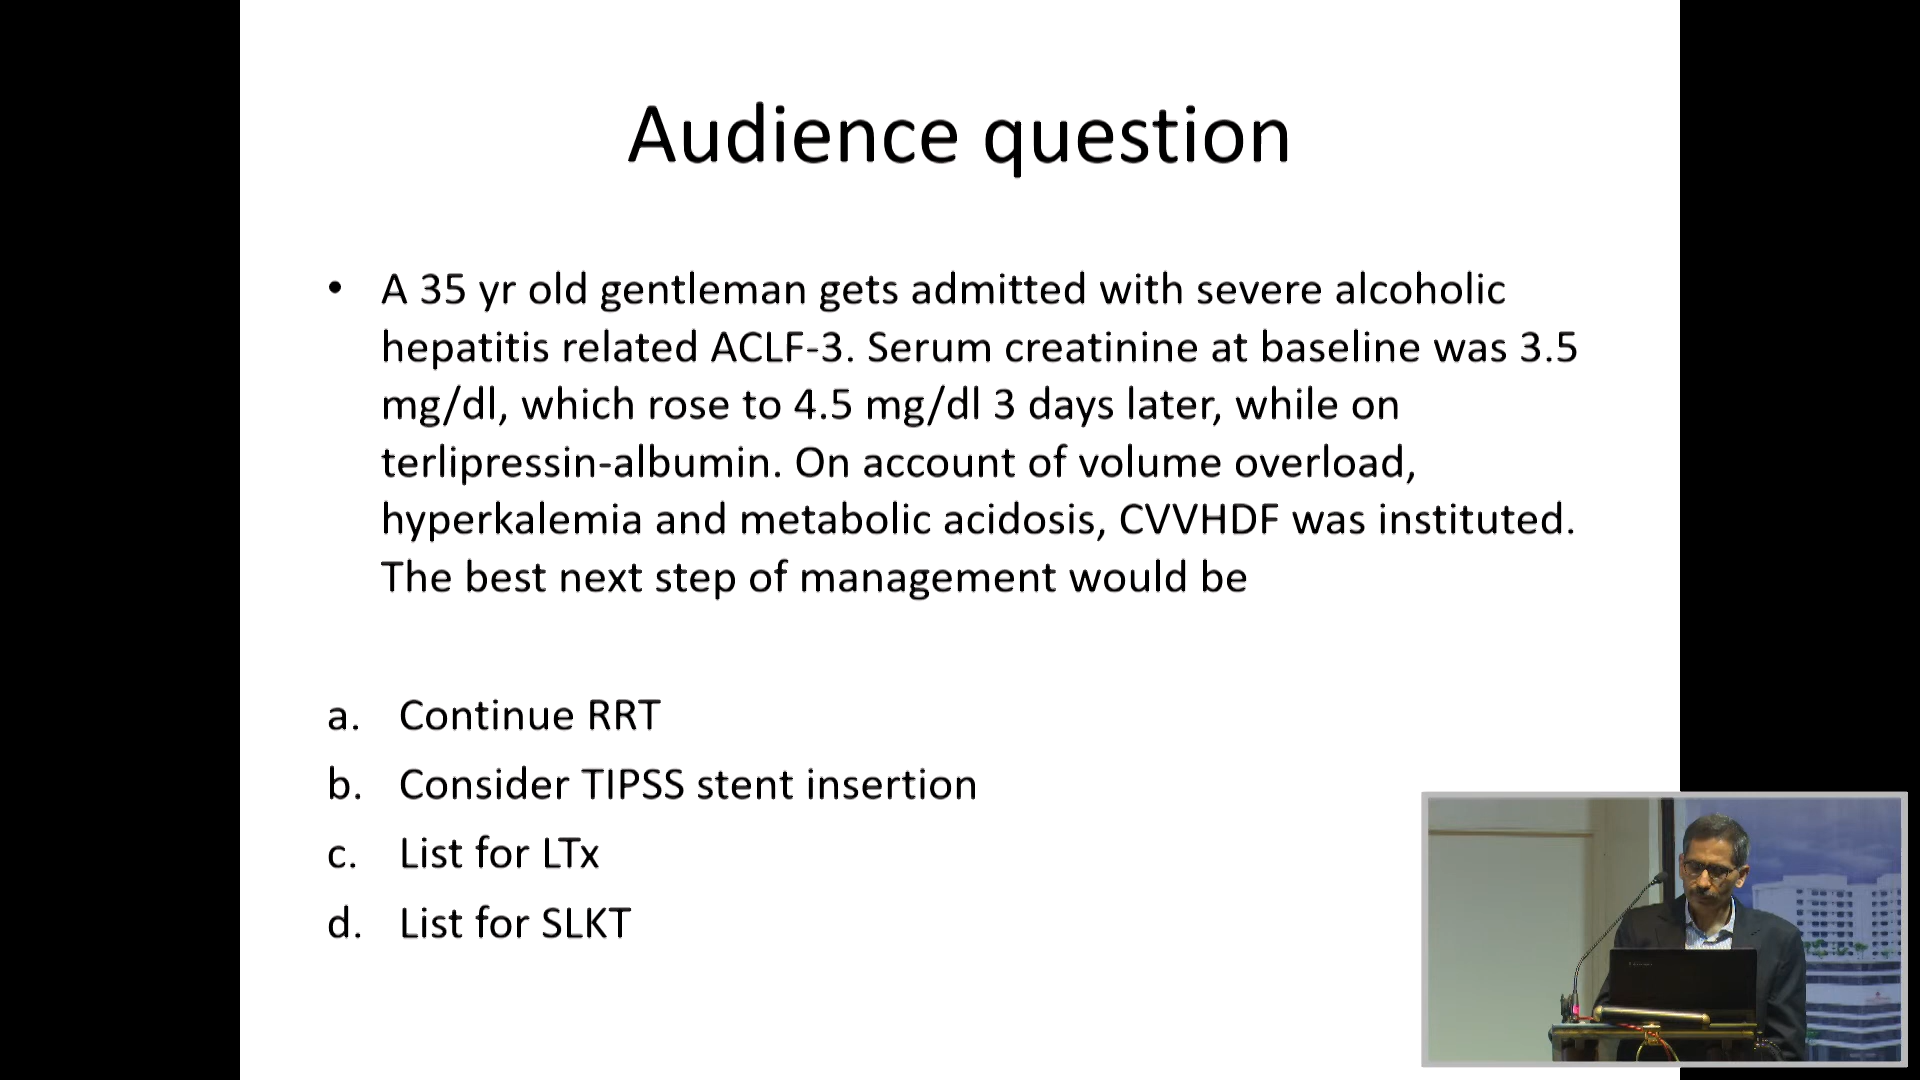 Audience question
• A 35 yr old gentleman gets admitted with severe alcoholic
hepatitis related ACLF-3. Serum creatinine at baseline was 3.5
mg/dl, which rose to 4.5 mg/dl 3 days later, while on
terlipressin-albumin. On account of volume overload,
hyperkalemia and metabolic acidosis, CVVHDF was instituted.
The best next step of management would be
a. Continue RRT
b. Consider TIPSS stent insertion
c. List for LTx
d. List for SLKT